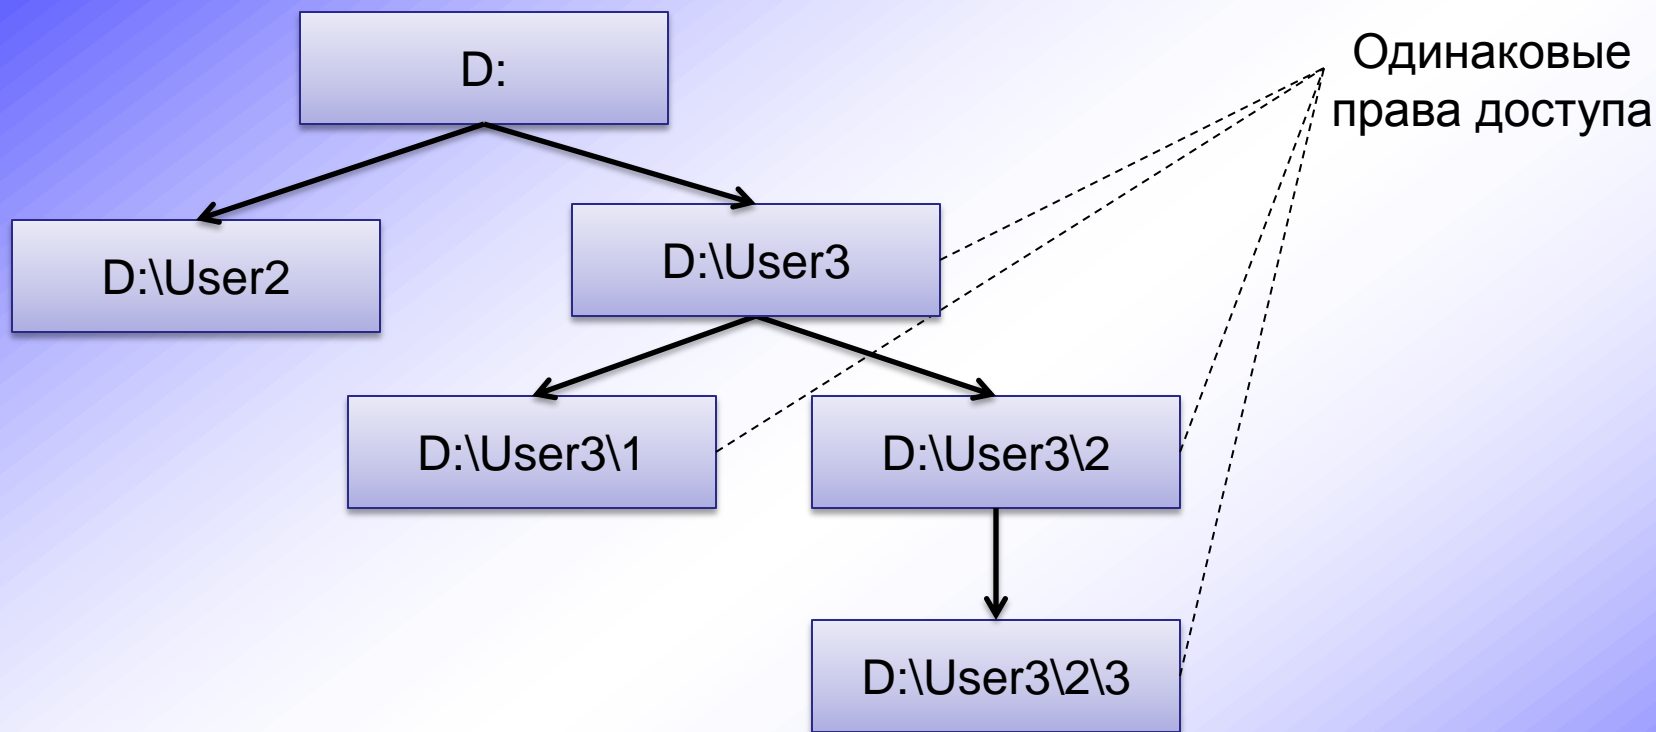 D:
Одинаковые
права доступа
D:\User2
D:\User3
D:\User3\1
D:\User3\2
D:\User3\2\3